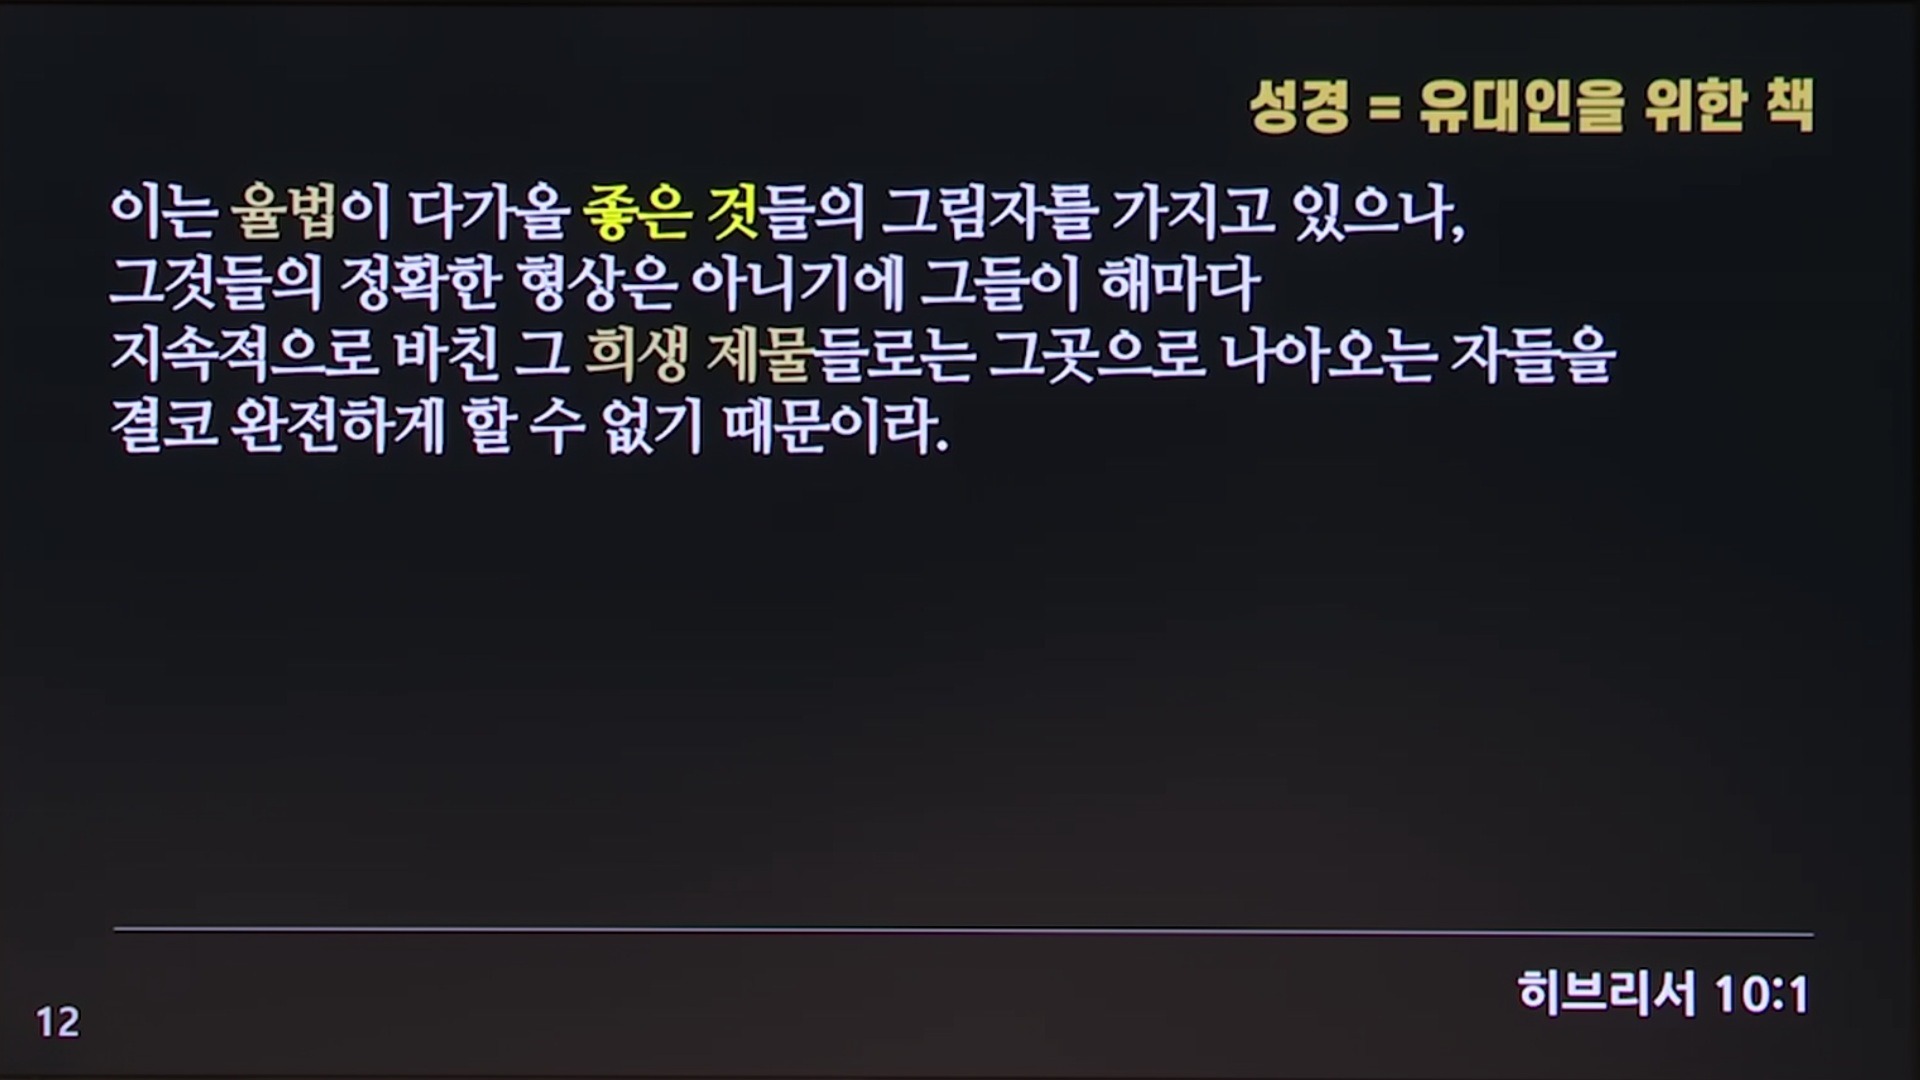 성경 = 유대인을 위한 책
이는 율법이 다가올 좋은 것들의 그림자를 가지고 있으나,
그것들의 정확한 형상은 아니기에 그들이 해마다
지속적으로 바친 그 희생 제물들로는 그곳으로 나아오는 자들을
결코 완전하게 할 수 없기 때문이라.
히브리서 10:1
12